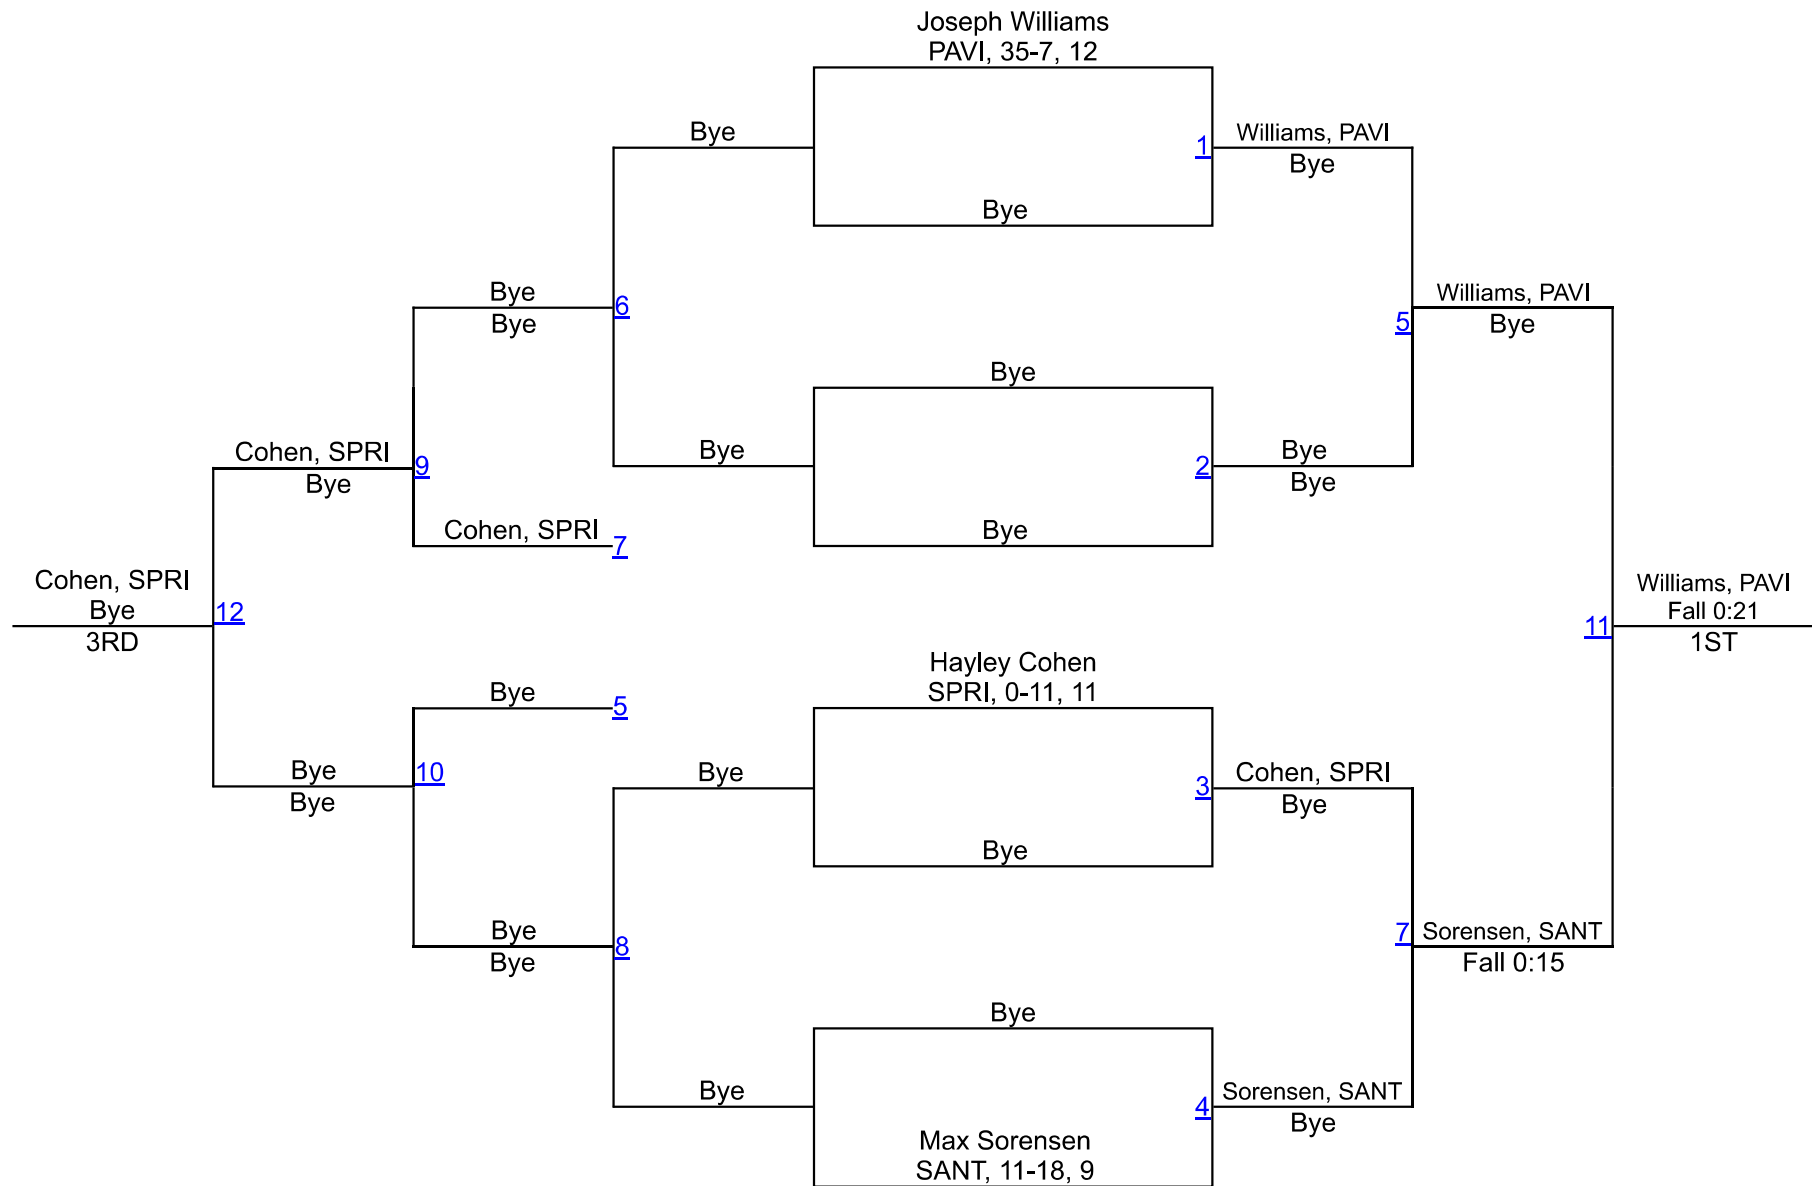 Joseph Williams
PAVI, 35-7, 12
Bye
1
Williams, PAVI
Bye
Bye
Bye
Bye
6
Williams, PAVI
Bye
5
Bye
Bye
2
Bye
Bye
Bye
Cohen, SPRI
Bye
9
Cohen, SPRI
7
Cohen, SPRI
Bye
3RD
12
Williams, PAVI
Fall 0:21
1ST
11
Hayley Cohen
SPRI, 0-11, 11
Bye
5
Bye
Bye
10
Bye
3
Cohen, SPRI
Bye
Bye
Bye
Bye
8
7
Sorensen, SANT
Fall 0:15
Bye
Bye
4
Sorensen, SANT
Bye
Max Sorensen
SANT, 11-18, 9